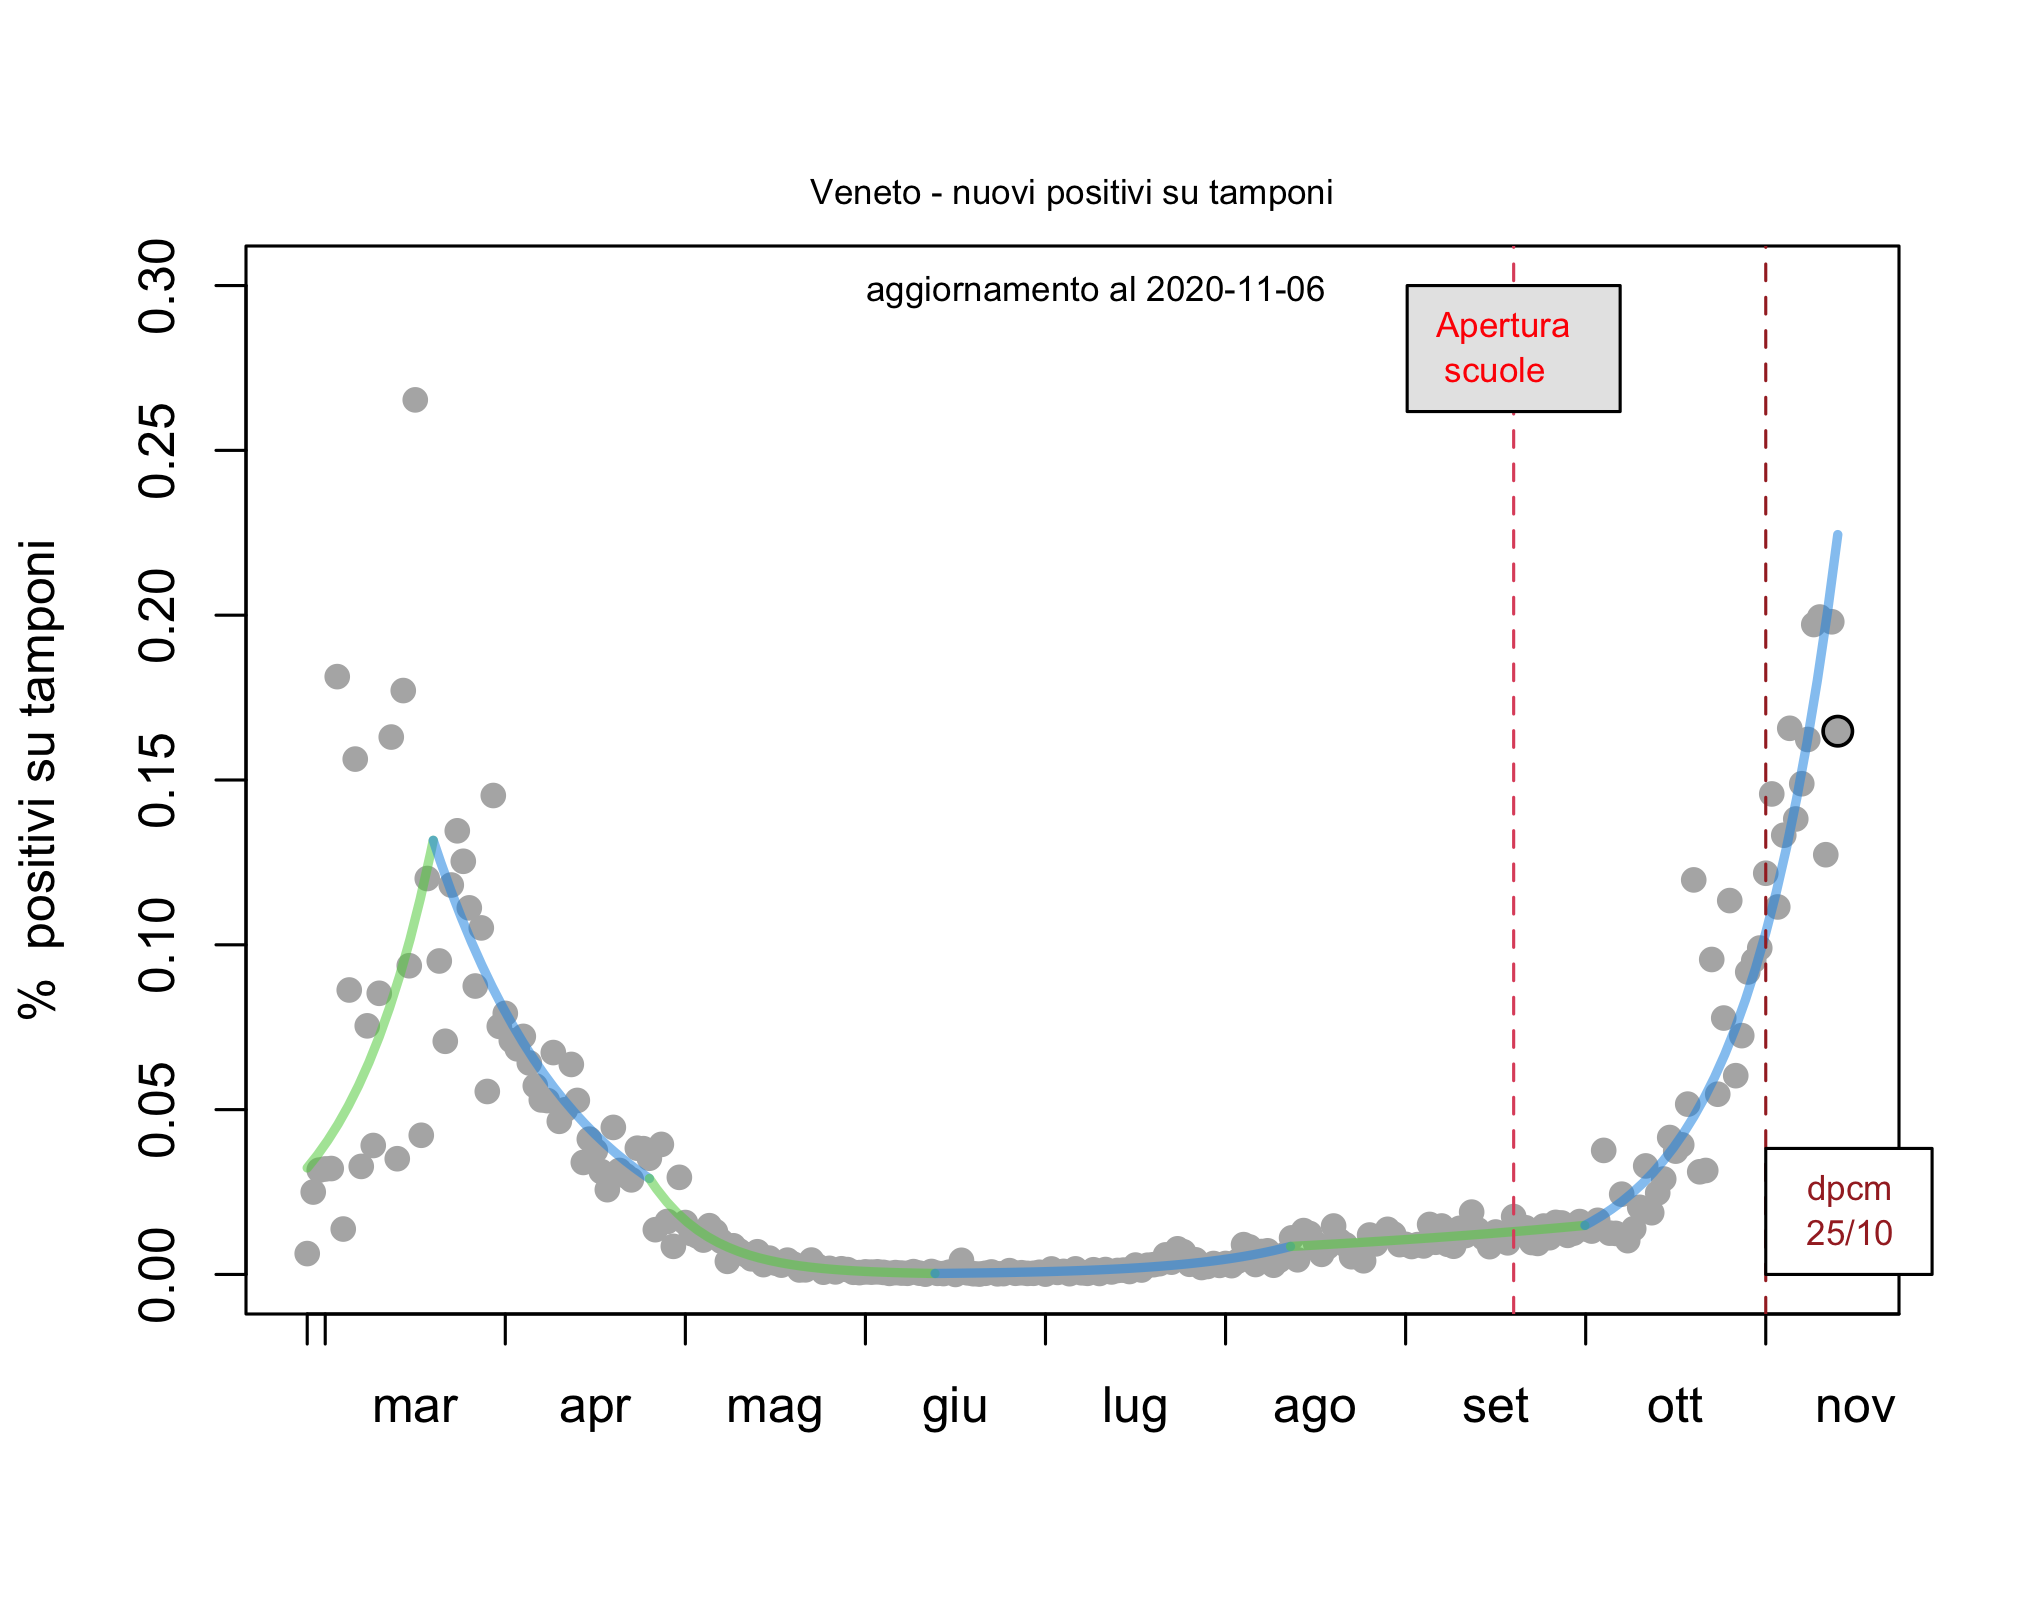 Veneto - nuovi positivi su tamponi
aggiornamento al 2020-11-06
Apertura
scuole
% positivi su tamponi
0.30
0.25
0.20
0.15
0.10
0.05
0.00
dpcm
25/10
mar apr mag giu lug ago set ott nov